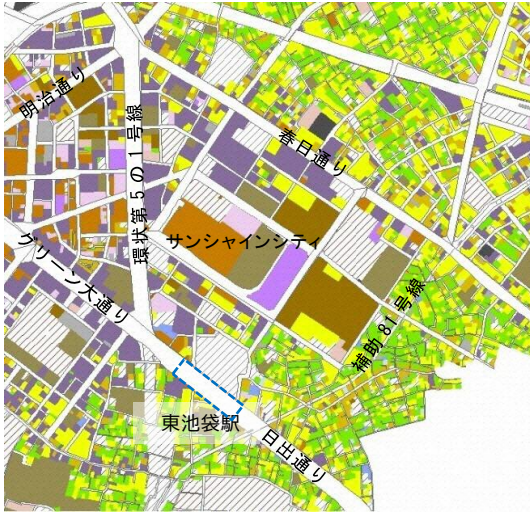 明治通り
春日通り
環状第5の1号線
サンシャインシティ
グリーン大通り
補助81号線
東池袋駅
日出通り